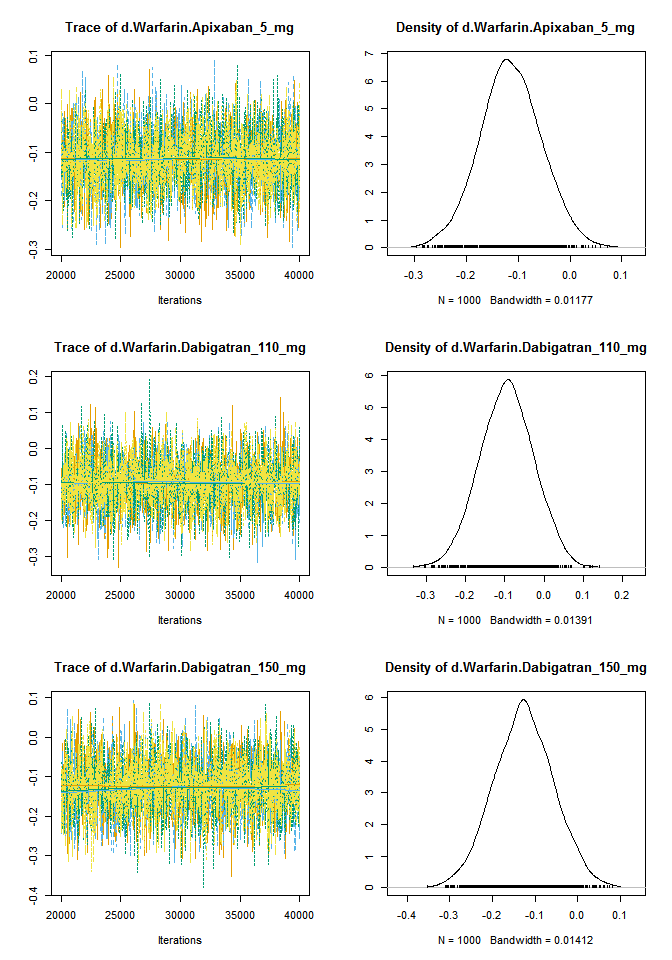 Trace of d.Warfarin.Apixaban_5_mg
0.1
0.0
-0.1
-0.2
-0.3
20000 25000 30000 35000 40000
Iterations
Density of d.Warfarin.Apixaban_5_mg
7
6
5
4
3
2
1
0
-0.3 -0.2 -0.1 0.0 0.1
N = 1000 Bandwidth = 0.01177
Trace of d.Warfarin.Dabigatran_110_mg
0.2
0.1
0.0
-0.1
-0.2
-0.3
20000 25000 30000 35000 40000
Iterations
Density of d.Warfarin.Dabigatran_110_mg
6
5
4
3
2
1
0
-0.3 -0.2 -0.1 0.0 0.1 0.2
N = 1000 Bandwidth = 0.01391
Trace of d.Warfarin.Dabigatran_150_mg
0.1
0.0
-0.1
-0.2
-0.3
-0.4
20000 25000 30000 35000 40000
Iterations
Density of d.Warfarin.Dabigatran_150_mg
6
5
4
3
2
1
0
-0.4 -0.3 -0.2 -0.1 0.0 0.1
N = 1000 Bandwidth = 0.01412